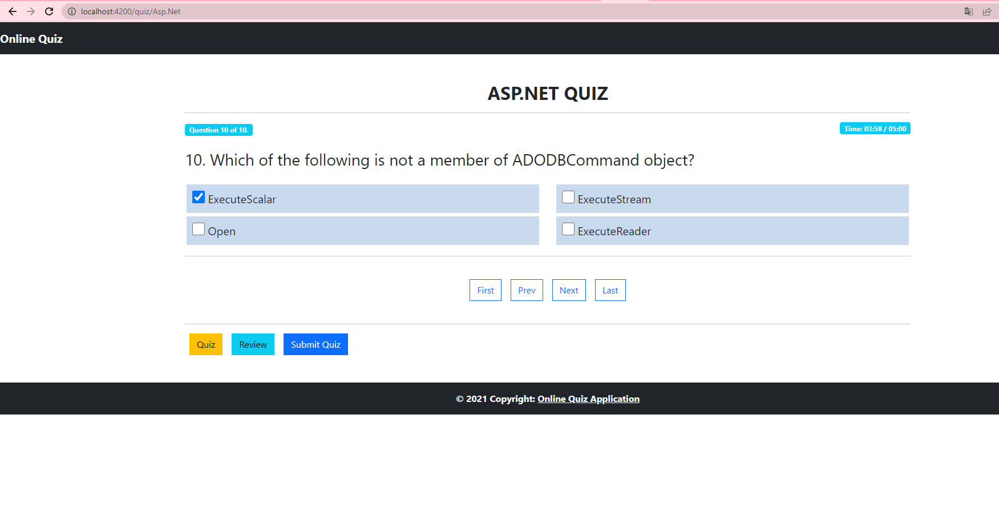 localhost:4200/quiz/Asp.Net
Online Quiz
ASP.NET QUIZ
Question 10 of 10.
Time: 03:58 / 05:00
10. Which of the following is not a member of ADODBCommand object?
ExecuteScalar
ExecuteStream
Open
ExecuteReader
First Prev Next Last
Quiz Review Submit Quiz
© 2021 Copyright: Online Quiz Application